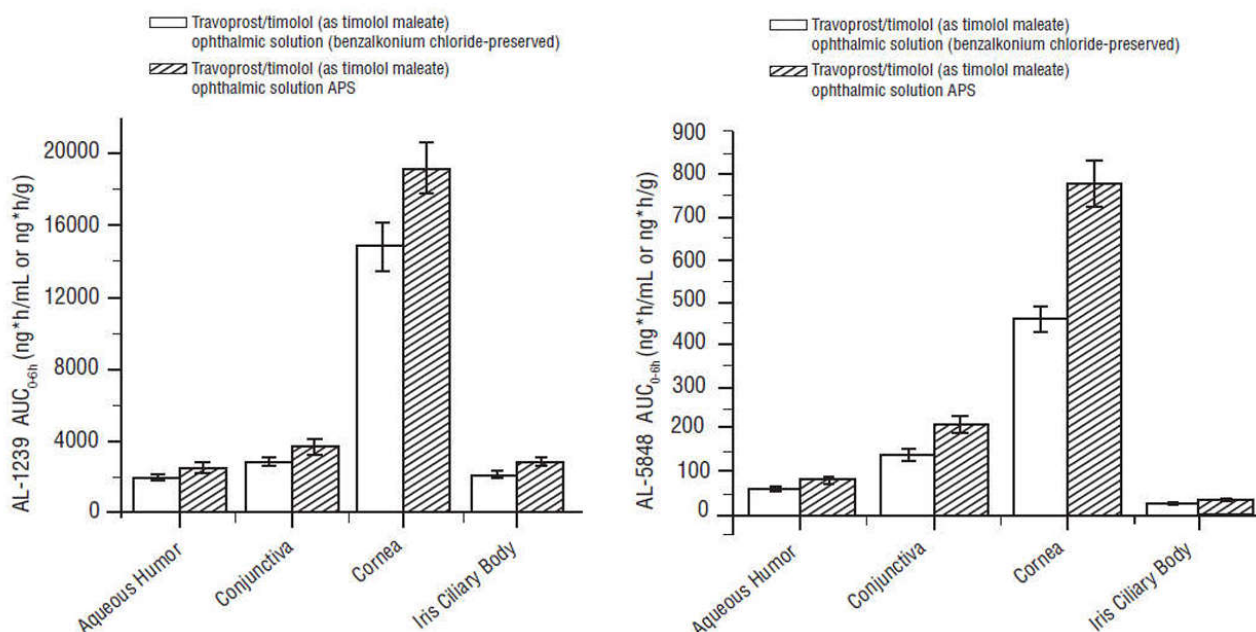 Travoprost/timolol (as timolol maleate)
ophthalmic solution (benzalkonium chloride-preserved)
Travoprost/timolol (as timolol maleate)
ophthalmic solution APS
AL-1239 AUC0-6h (ng*h/mL or ng*h/g)
20000
16000
12000
8000
4000
0
Aqueous Humor
Conjunctiva
Cornea
Iris Ciliary Body
Travoprost/timolol (as timolol maleate)
ophthalmic solution (benzalkonium chloride-preserved)
Travoprost/timolol (as timolol maleate)
ophthalmic solution APS
AL-5848 AUC0-6h (ng*h/mL or ng*h/g)
900
800
700
600
500
400
300
200
100
0
Aqueous Humor
Conjunctiva
Cornea
Iris Ciliary Body